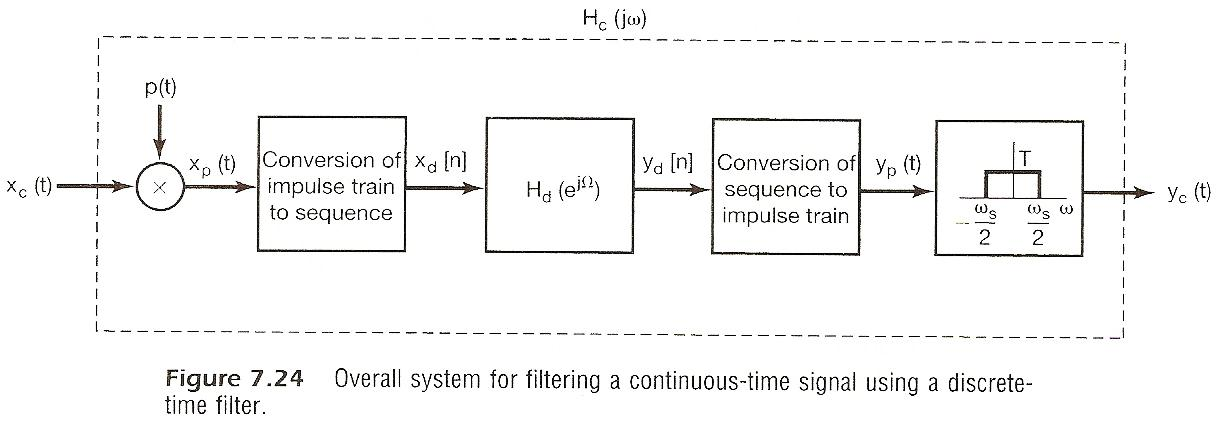 H_c (jω)
p(t)
x_c (t)
×
x_p (t)
Conversion of
impulse train
to sequence
x_d [n]
H_d (e^{jΩ})
y_d [n]
Conversion of
sequence to
impulse train
y_p (t)
T
− ω_s/2
ω_s/2
ω
y_c (t)
Figure 7.24 Overall system for filtering a continuous-time signal using a discrete-
time filter.